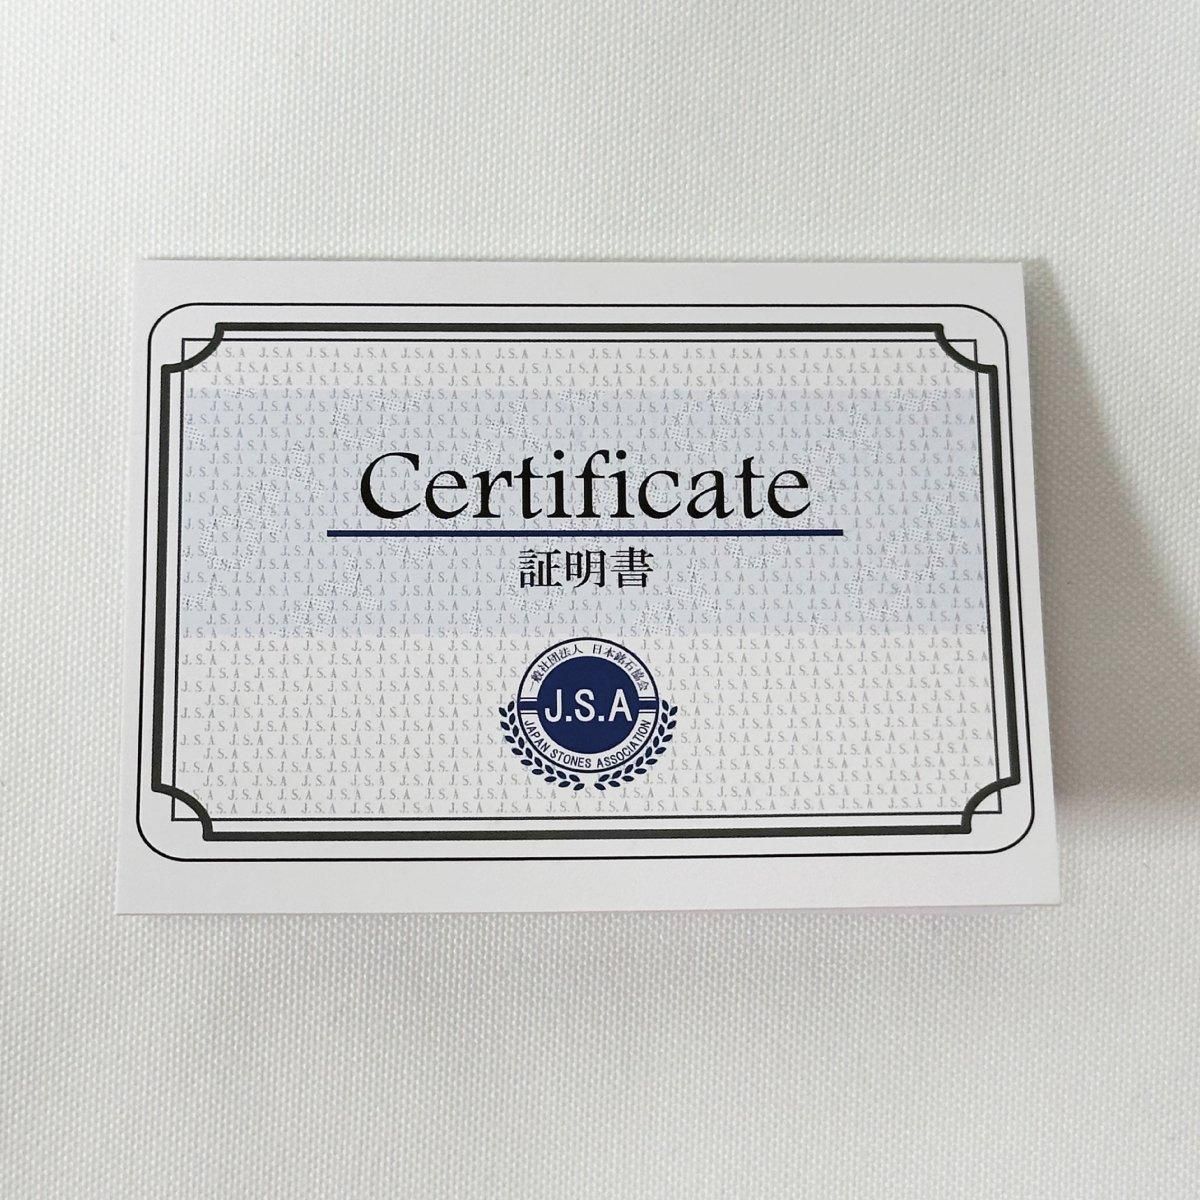 Certificate
証明書
一般社団法人 日本銘石協会
J.S.A
JAPAN STONES ASSOCIATION